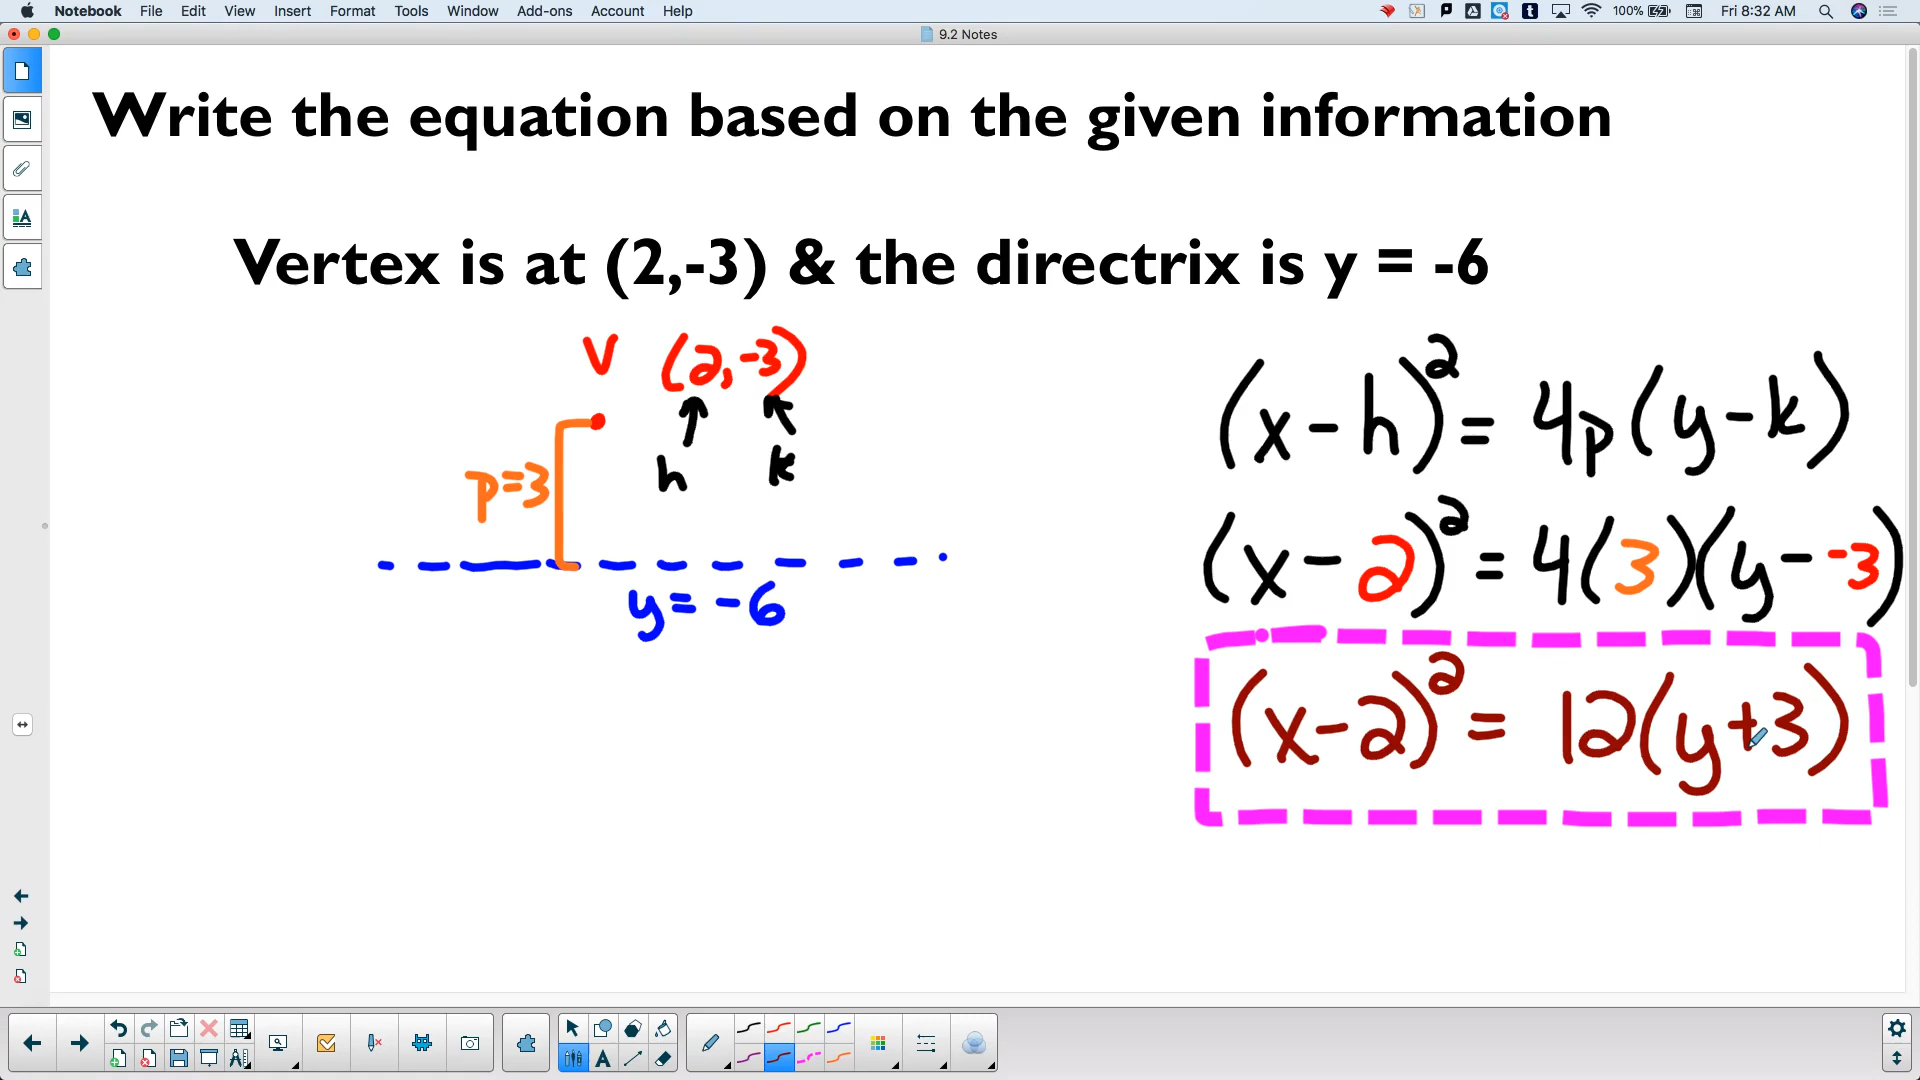 Notebook File Edit View Insert Format Tools Window Add-ons Account Help 100% Fri 8:32 AM
9.2 Notes
Write the equation based on the given information
Vertex is at (2,-3) & the directrix is y = -6
V (2, -3)
h k
p=3
y = -6
(x - h)² = 4p(y - k)
(x - 2)² = 4(3)(y - -3)
(x - 2)² = 12(y + 3)